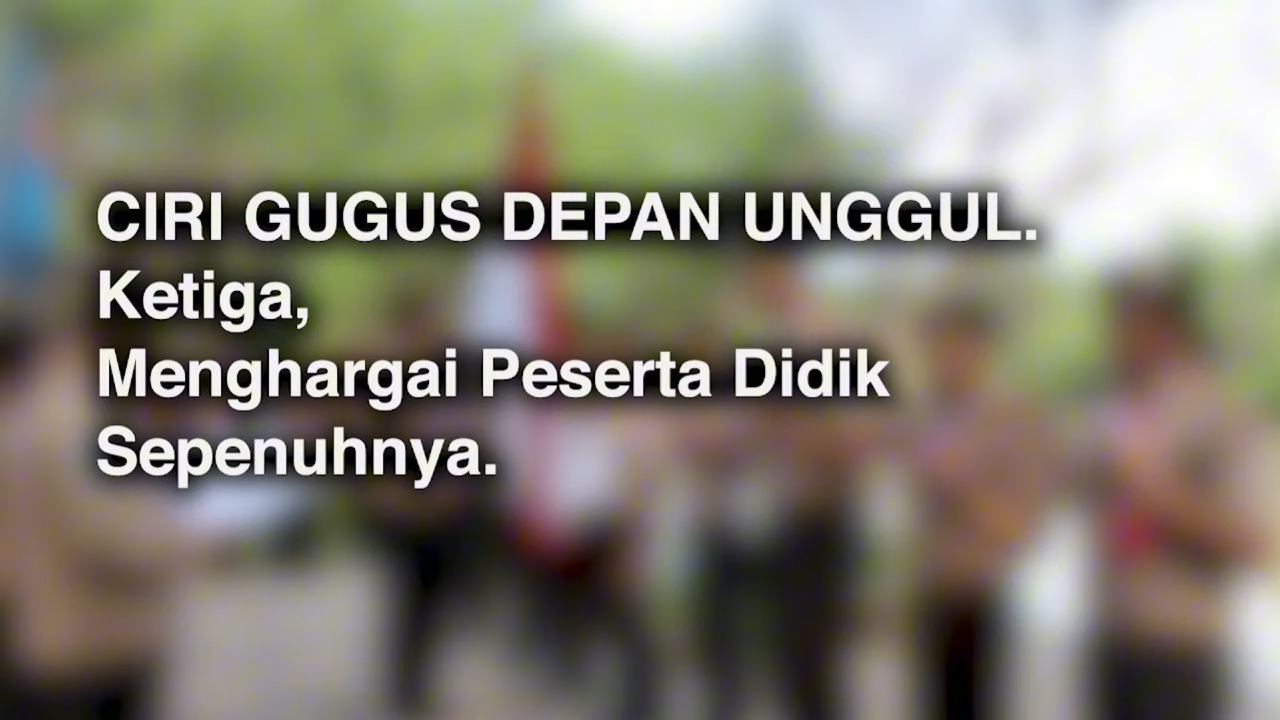 CIRI GUGUS DEPAN UNGGUL.
Ketiga,
Menghargai Peserta Didik
Sepenuhnya.